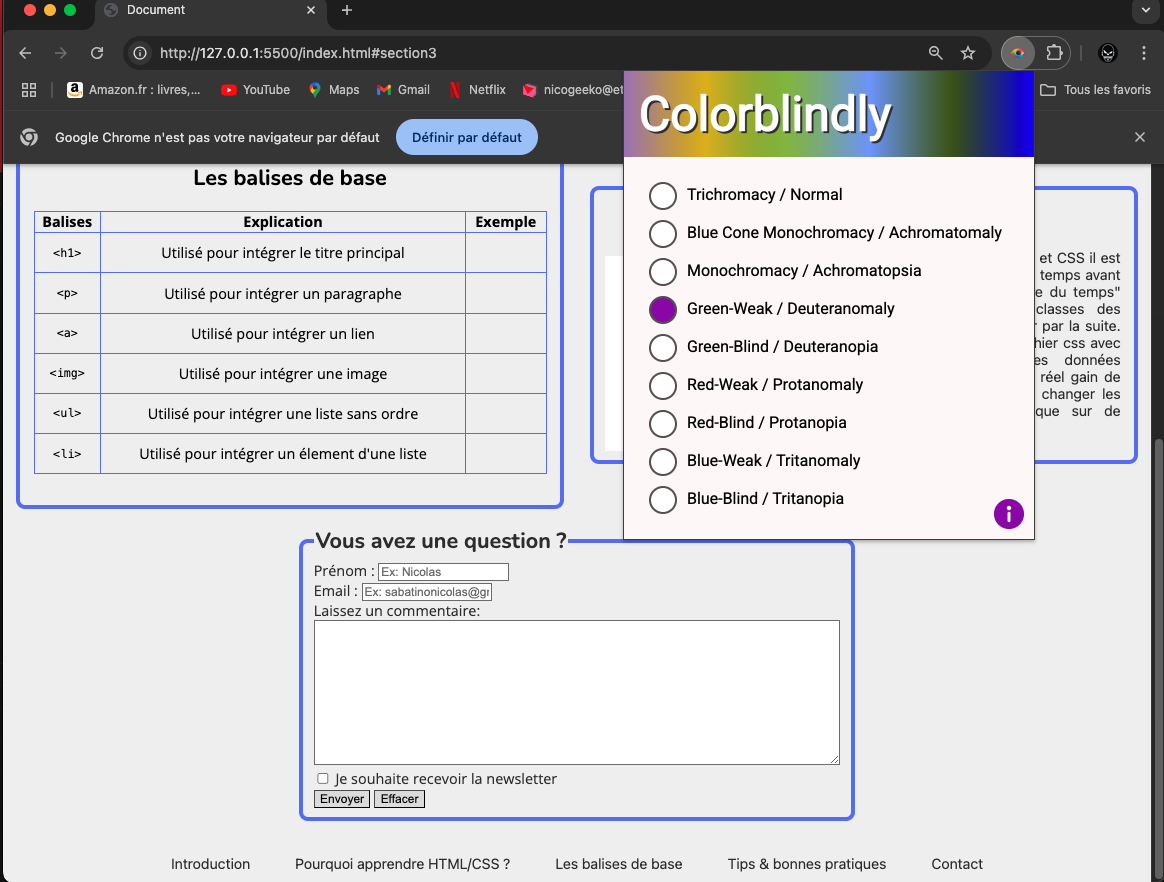 Document
http://127.0.0.1:5500/index.html#section3
Amazon.fr : livres,...
YouTube
Maps
Gmail
Netflix
nicogeeko@et
Tous les favoris
Google Chrome n'est pas votre navigateur par défaut
Définir par défaut
Colorblindly
Trichromacy / Normal
Blue Cone Monochromacy / Achromatomaly
Monochromacy / Achromatopsia
Green-Weak / Deuteranomaly
Green-Blind / Deuteranopia
Red-Weak / Protanomaly
Red-Blind / Protanopia
Blue-Weak / Tritanomaly
Blue-Blind / Tritanopia
Les balises de base
Balises Explication Exemple
<h1> Utilisé pour intégrer le titre principal
<p> Utilisé pour intégrer un paragraphe
<a> Utilisé pour intégrer un lien
<img> Utilisé pour intégrer une image
<ul> Utilisé pour intégrer une liste sans ordre
<li> Utilisé pour intégrer un élement d'une liste
et CSS il est
temps avant
du temps"
classes des
par la suite.
css avec
données
réel gain de
changer les
que sur de
Vous avez une question ?
Prénom : Ex: Nicolas
Email : Ex: sabatinonicolas@gr
Laissez un commentaire:
Je souhaite recevoir la newsletter
Envoyer Effacer
Introduction Pourquoi apprendre HTML/CSS ? Les balises de base Tips & bonnes pratiques Contact